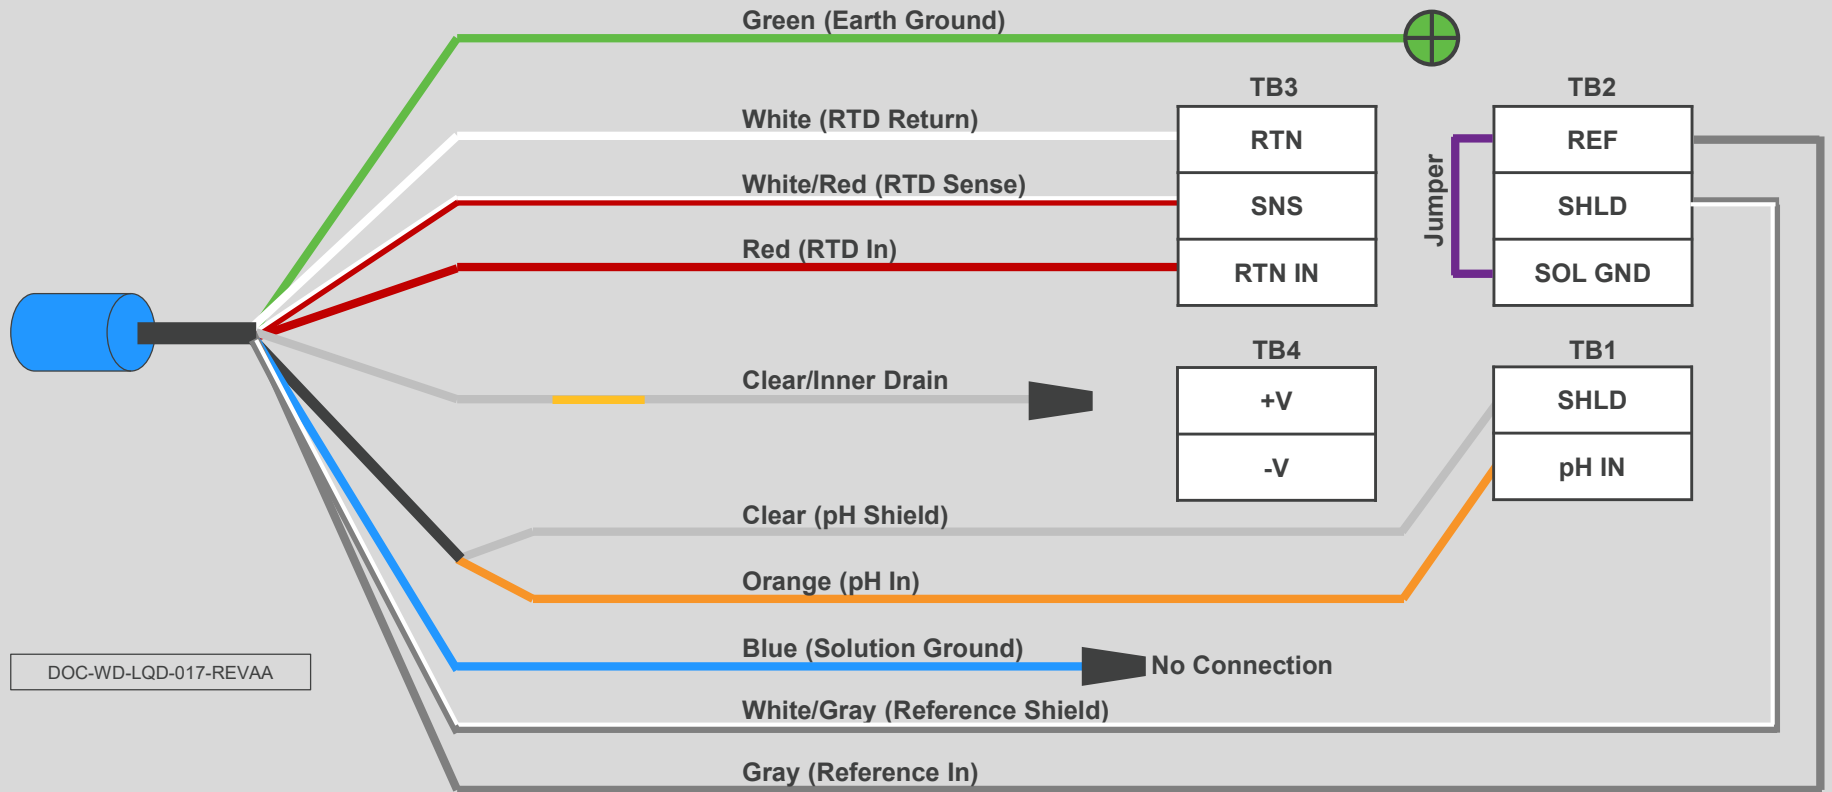 Green (Earth Ground)
TB3
TB2
White (RTD Return)
RTN
REF
White/Red (RTD Sense)
SNS
Jumper
SHLD
Red (RTD In)
RTN IN
SOL GND
TB4
TB1
Clear/Inner Drain
+V
SHLD
-V
pH IN
Clear (pH Shield)
Orange (pH In)
Blue (Solution Ground)
No Connection
DOC-WD-LQD-017-REVAA
White/Gray (Reference Shield)
Gray (Reference In)